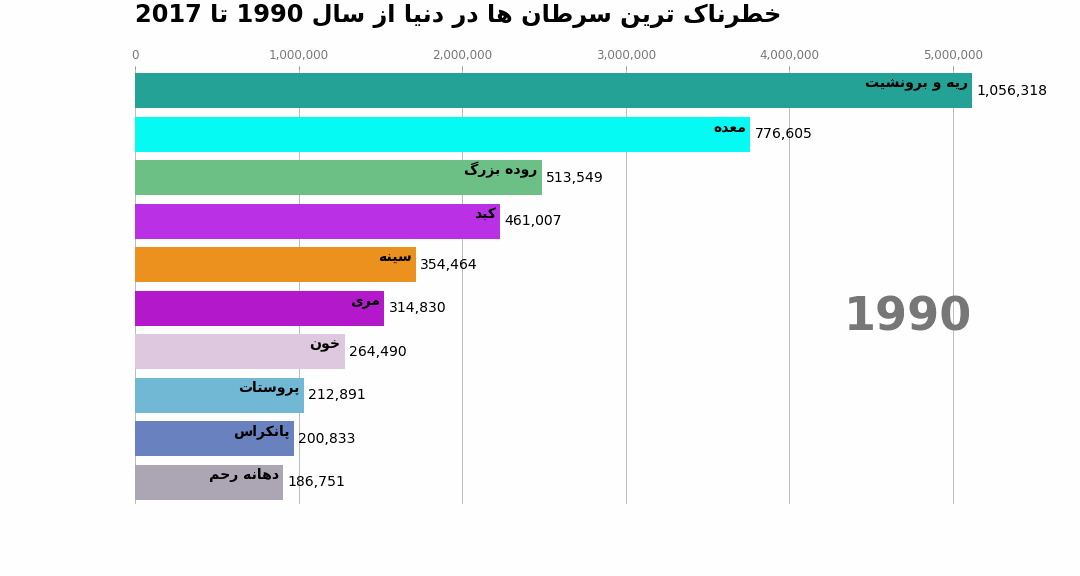 خطرناک ترین سرطان ها در دنیا از سال 1990 تا 2017
0 1,000,000 2,000,000 3,000,000 4,000,000 5,000,000
ریه و برونشیت 1,056,318
معده 776,605
روده بزرگ 513,549
کبد 461,007
سینه 354,464
مری 314,830
1990
خون 264,490
پروستات 212,891
پانکراس 200,833
دهانه رحم 186,751